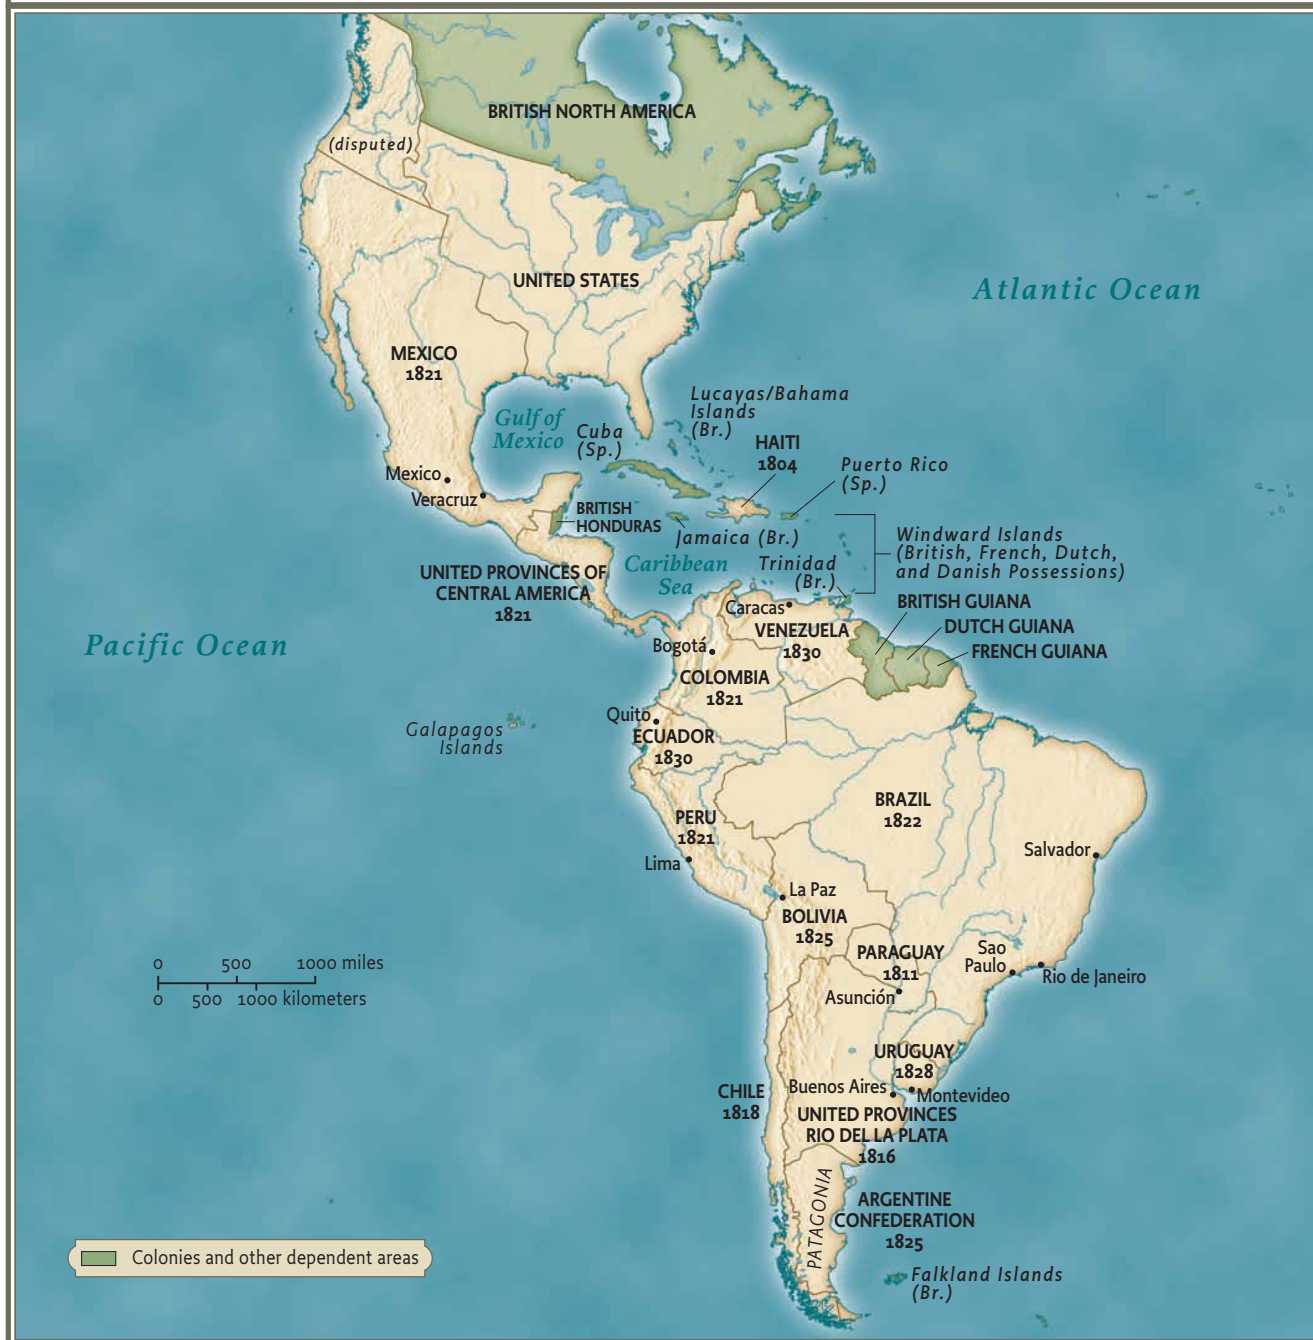 BRITISH NORTH AMERICA
(disputed)
UNITED STATES
Atlantic Ocean
MEXICO
1821
Gulf of
Mexico
Cuba
(Sp.)
Lucayas/Bahama
Islands
(Br.)
HAITI
1804
Puerto Rico
(Sp.)
Mexico
Veracruz
BRITISH
HONDURAS
Jamaica (Br.)
Windward Islands
(British, French, Dutch,
and Danish Possessions)
Caribbean
Sea
Trinidad
(Br.)
UNITED PROVINCES OF
CENTRAL AMERICA
1821
Caracas
BRITISH GUIANA
DUTCH GUIANA
FRENCH GUIANA
Pacific Ocean
VENEZUELA
1830
Bogotá
COLOMBIA
1821
Galapagos
Islands
Quito
ECUADOR
1830
BRAZIL
1822
PERU
1821
Lima
Salvador
La Paz
BOLIVIA
1825
PARAGUAY
1811
Asunción
Sao
Paulo
Rio de Janeiro
0 500 1000 miles
0 500 1000 kilometers
URUGUAY
1828
CHILE
1818
Buenos Aires
Montevideo
UNITED PROVINCES
RIO DEL LA PLATA
1816
PATAGONIA
ARGENTINE
CONFEDERATION
1825
Colonies and other dependent areas
Falkland Islands
(Br.)